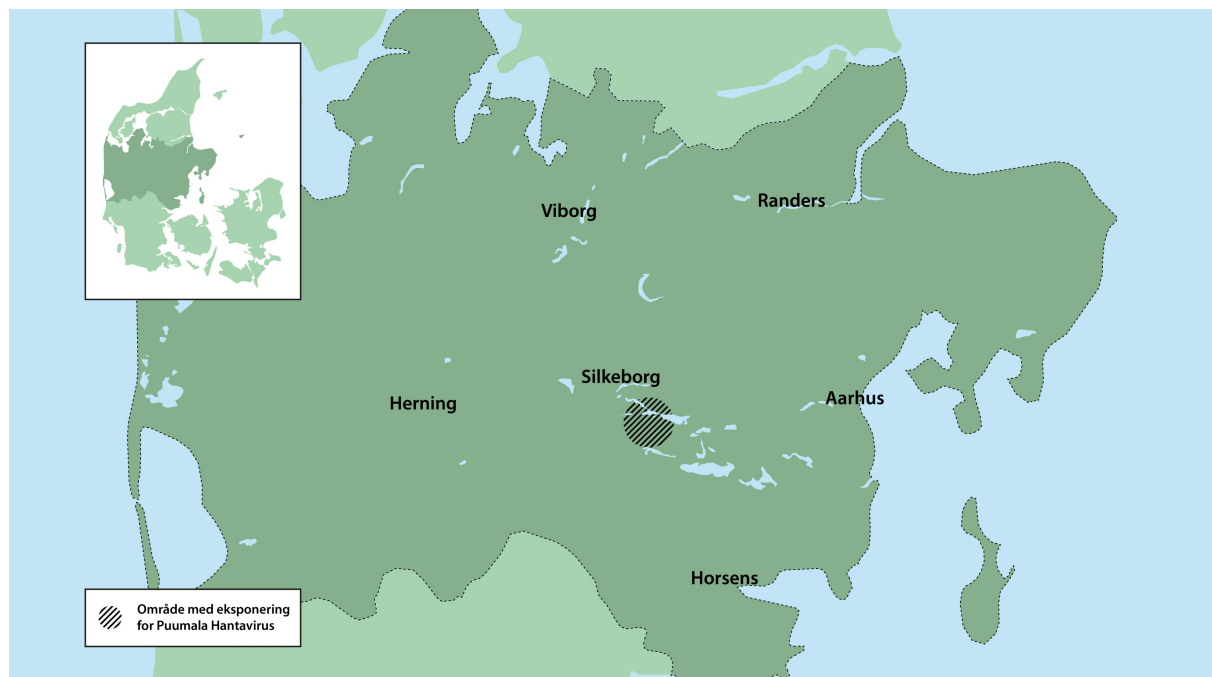 Viborg
Randers
Silkeborg
Herning
Aarhus
Horsens
Område med eksponering
for Puumala Hantavirus